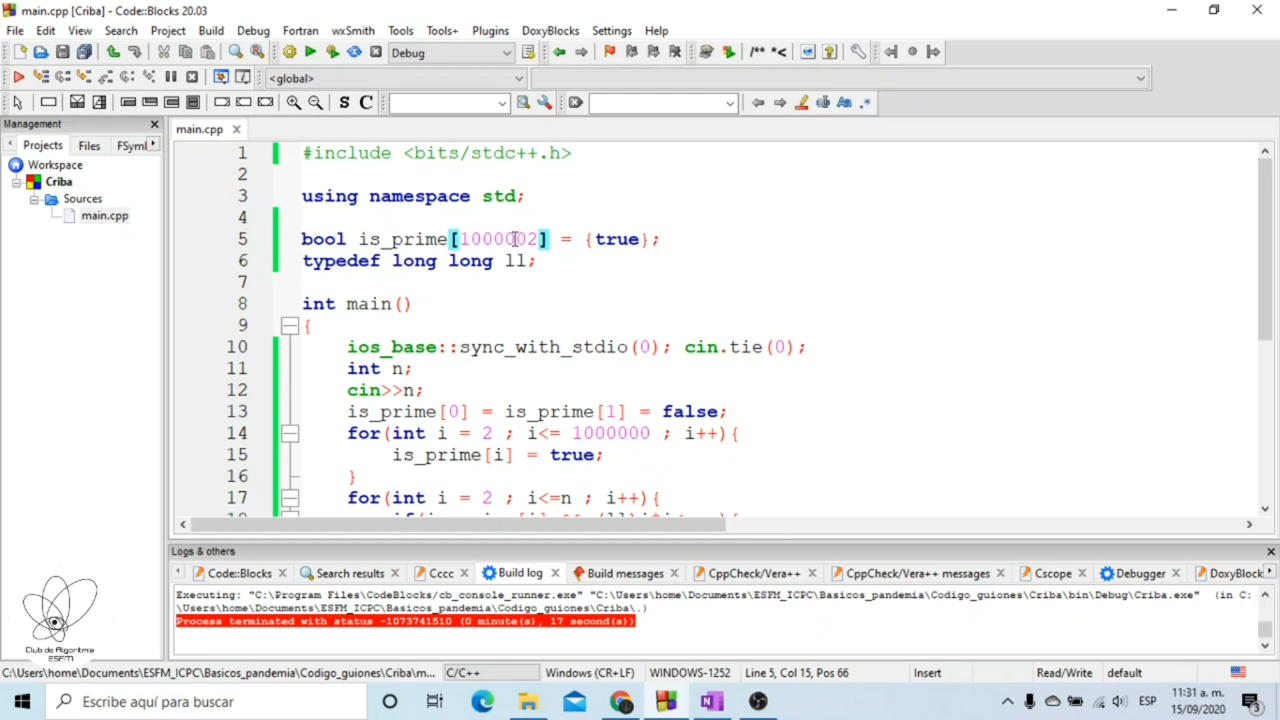 main.cpp [Criba] - Code::Blocks 20.03
File Edit View Search Project Build Debug Fortran wxSmith Tools Tools+ Plugins DoxyBlocks Settings Help
Debug
<global>
S C
Management
Projects Files FSym
Workspace
Criba
Sources
main.cpp
main.cpp
1 #include <bits/stdc++.h>
2
3 using namespace std;
4
5 bool is_prime[1000002] = {true};
6 typedef long long ll;
7
8 int main()
9 {
10 ios_base::sync_with_stdio(0); cin.tie(0);
11 int n;
12 cin>>n;
13 is_prime[0] = is_prime[1] = false;
14 for(int i = 2 ; i<= 1000000 ; i++){
15 is_prime[i] = true;
16 }
17 for(int i = 2 ; i<=n ; i++){
Logs & others
Code::Blocks Search results Cccc Build log Build messages CppCheck/Vera++ CppCheck/Vera++ messages Cscope Debugger DoxyBlock
Executing: "C:\Program Files\CodeBlocks/cb_console_runner.exe" "C:\Users\home\Documents\ESFM_ICPC\Basicos_pandemia\Codigo_guiones\Criba\bin\Debug\Criba.exe" (in C:
\Users\home\Documents\ESFM_ICPC\Basicos_pandemia\Codigo_guiones\Criba\.)
Process terminated with status -1073741510 (0 minute(s), 17 second(s))
Club de Algoritmia
ESFM
C:\Users\home\Documents\ESFM_ICPC\Basicos_pandemia\Codigo_guiones\Criba\m... C/C++ Windows (CR+LF) WINDOWS-1252 Line 5, Col 15, Pos 66 Insert Read/Write default
Escribe aquí para buscar
ESP
11:31 a. m.
15/09/2020
3